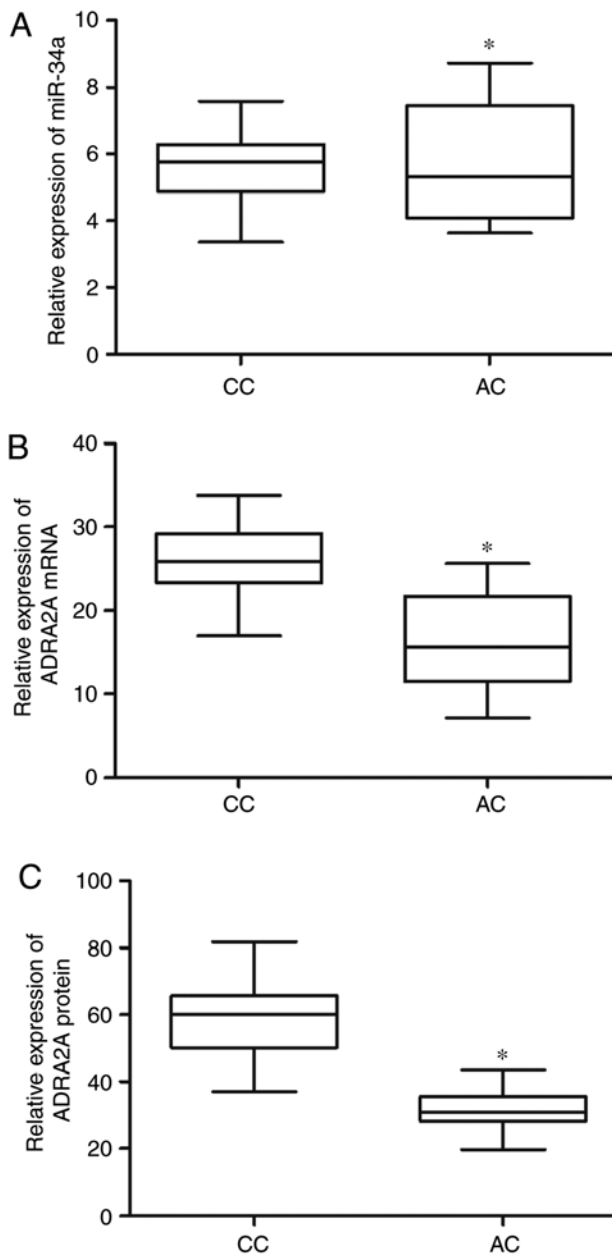 A
Relative expression of miR-34a
10
8
6
4
2
0
*
CC
AC
B
Relative expression of
ADRA2A mRNA
40
30
20
10
0
*
CC
AC
C
Relative expression of
ADRA2A protein
100
80
60
40
20
0
*
CC
AC